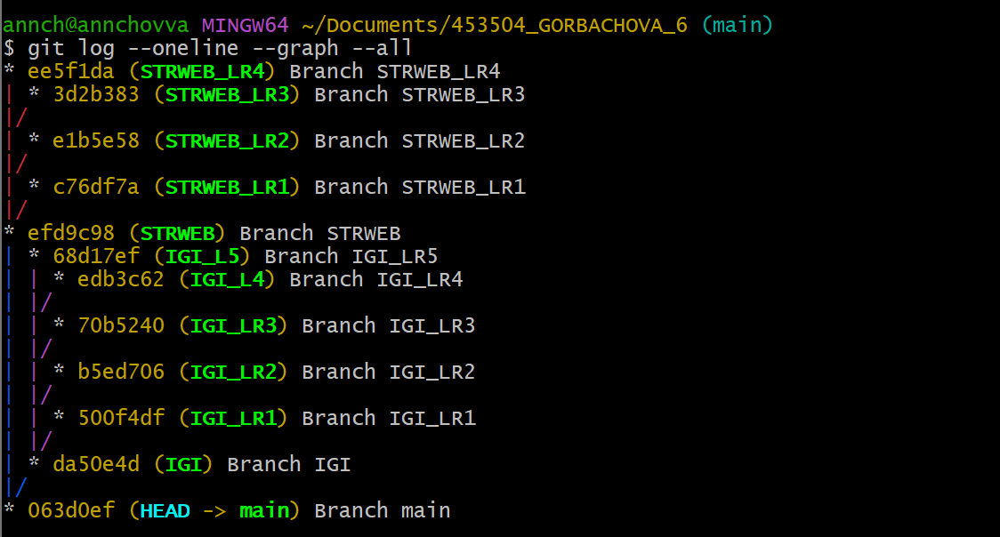 annch@annchovva MINGW64 ~/Documents/453504_GORBACHOVA_6 (main)
$ git log --oneline --graph --all
* ee5f1da (STRWEB_LR4) Branch STRWEB_LR4
| * 3d2b383 (STRWEB_LR3) Branch STRWEB_LR3
|/
| * e1b5e58 (STRWEB_LR2) Branch STRWEB_LR2
|/
| * c76df7a (STRWEB_LR1) Branch STRWEB_LR1
|/
* efd9c98 (STRWEB) Branch STRWEB
| * 68d17ef (IGI_L5) Branch IGI_LR5
| | * edb3c62 (IGI_L4) Branch IGI_LR4
| |/
| | * 70b5240 (IGI_LR3) Branch IGI_LR3
| |/
| | * b5ed706 (IGI_LR2) Branch IGI_LR2
| |/
| | * 500f4df (IGI_LR1) Branch IGI_LR1
| |/
| * da50e4d (IGI) Branch IGI
|/
* 063d0ef (HEAD -> main) Branch main